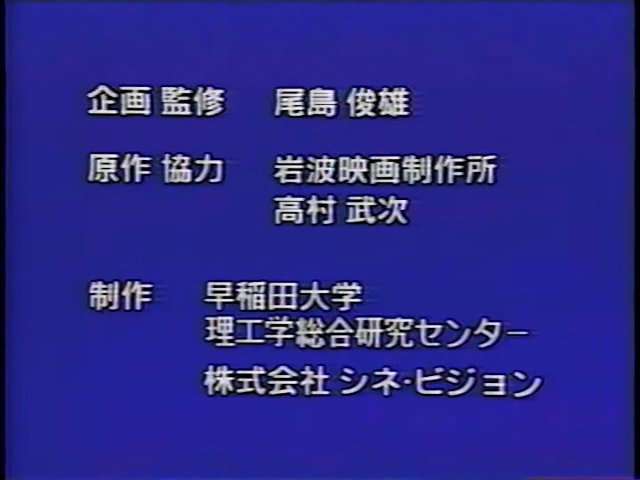 企画 監修 尾島 俊雄
原作 協力 岩波映画制作所
高村 武次
制作 早稲田大学
理工学総合研究センター
株式会社 シネ・ビジョン